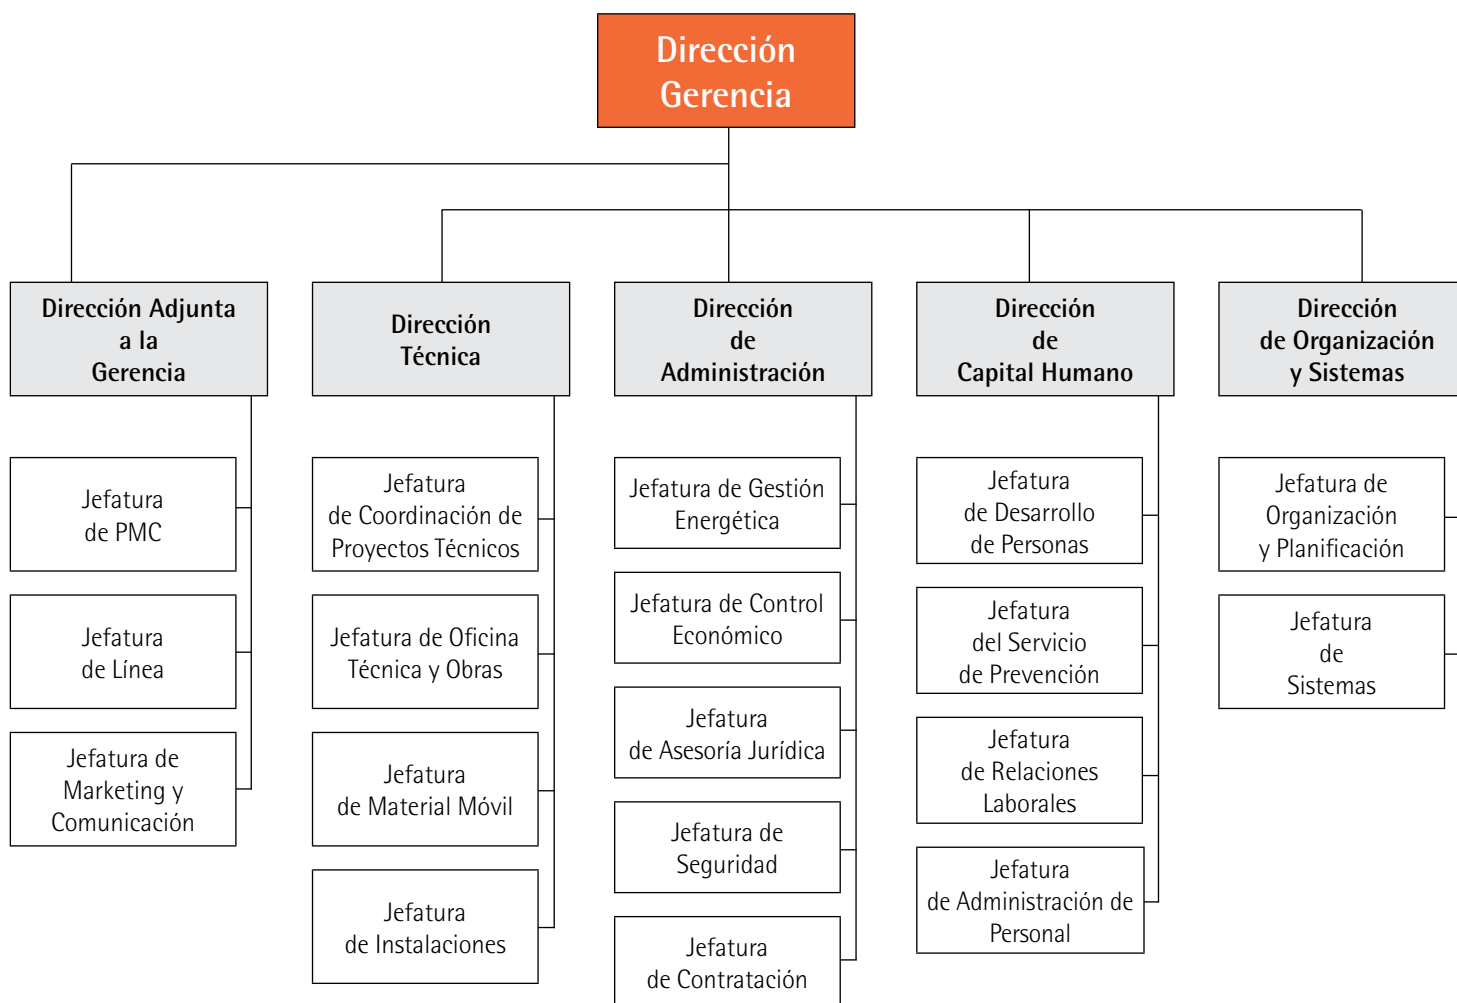 Dirección
Gerencia
Dirección Adjunta
a la
Gerencia
Jefatura
de PMC
Jefatura
de Línea
Jefatura de
Marketing y
Comunicación
Dirección
Técnica
Jefatura
de Coordinación de
Proyectos Técnicos
Jefatura de Oficina
Técnica y Obras
Jefatura
de Material Móvil
Jefatura
de Instalaciones
Dirección
de
Administración
Jefatura de Gestión
Energética
Jefatura de Control
Económico
Jefatura
de Asesoría Jurídica
Jefatura de
Seguridad
Jefatura
de Contratación
Dirección
de
Capital Humano
Jefatura
de Desarrollo
de Personas
Jefatura
del Servicio
de Prevención
Jefatura
de Relaciones
Laborales
Jefatura
de Administración de
Personal
Dirección
de Organización
y Sistemas
Jefatura de
Organización
y Planificación
Jefatura
de
Sistemas